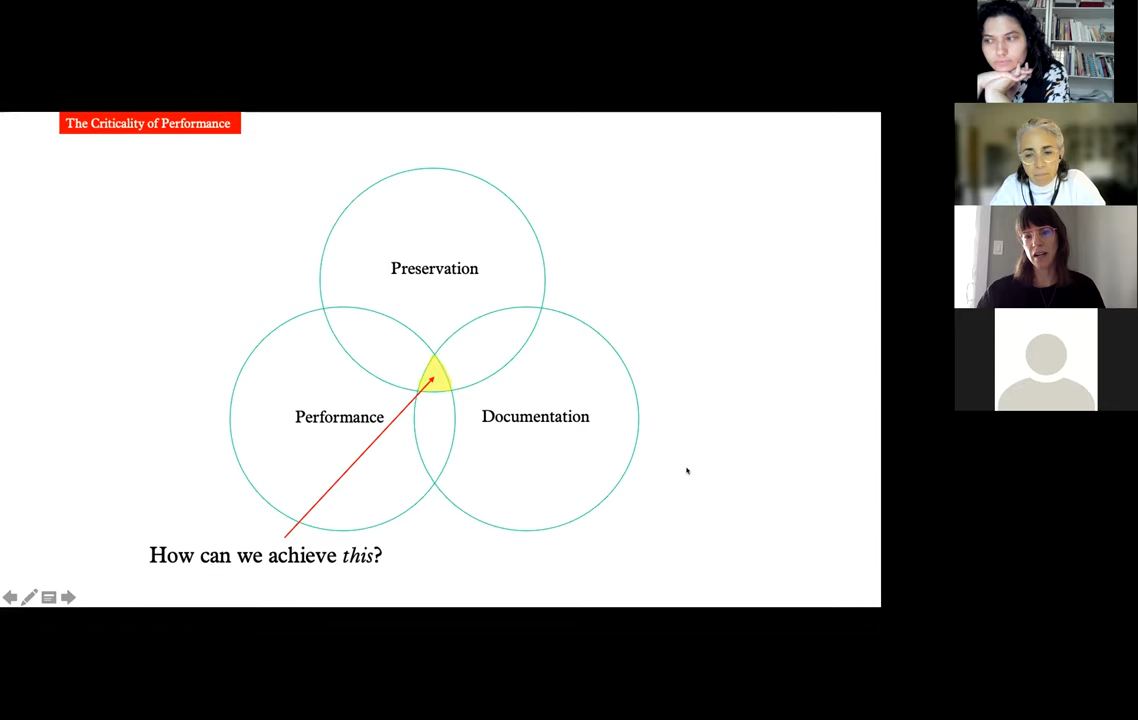 The Criticality of Performance
Preservation
Performance
Documentation
How can we achieve this?